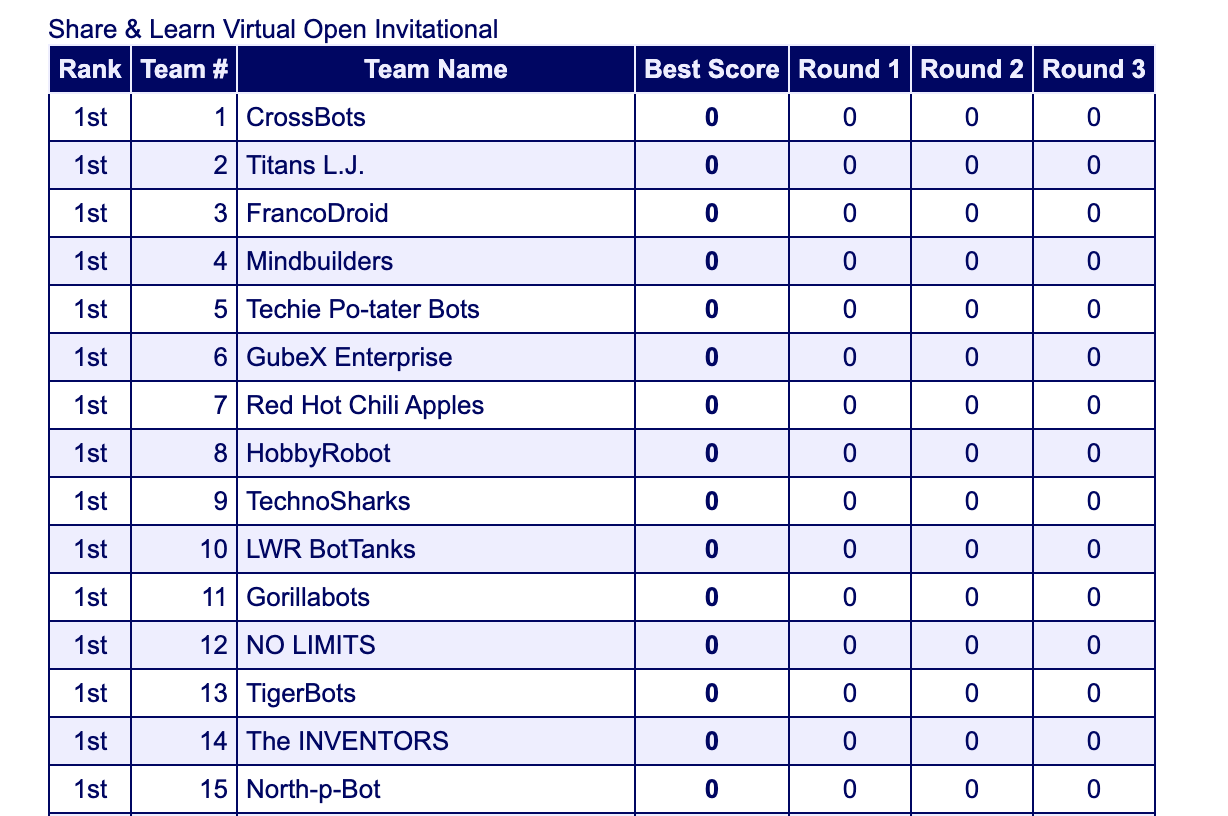 Share & Learn Virtual Open Invitational
Rank Team # Team Name Best Score Round 1 Round 2 Round 3
1st 1 CrossBots 0 0 0 0
1st 2 Titans L.J. 0 0 0 0
1st 3 FrancoDroid 0 0 0 0
1st 4 Mindbuilders 0 0 0 0
1st 5 Techie Po-tater Bots 0 0 0 0
1st 6 GubeX Enterprise 0 0 0 0
1st 7 Red Hot Chili Apples 0 0 0 0
1st 8 HobbyRobot 0 0 0 0
1st 9 TechnoSharks 0 0 0 0
1st 10 LWR BotTanks 0 0 0 0
1st 11 Gorillabots 0 0 0 0
1st 12 NO LIMITS 0 0 0 0
1st 13 TigerBots 0 0 0 0
1st 14 The INVENTORS 0 0 0 0
1st 15 North-p-Bot 0 0 0 0